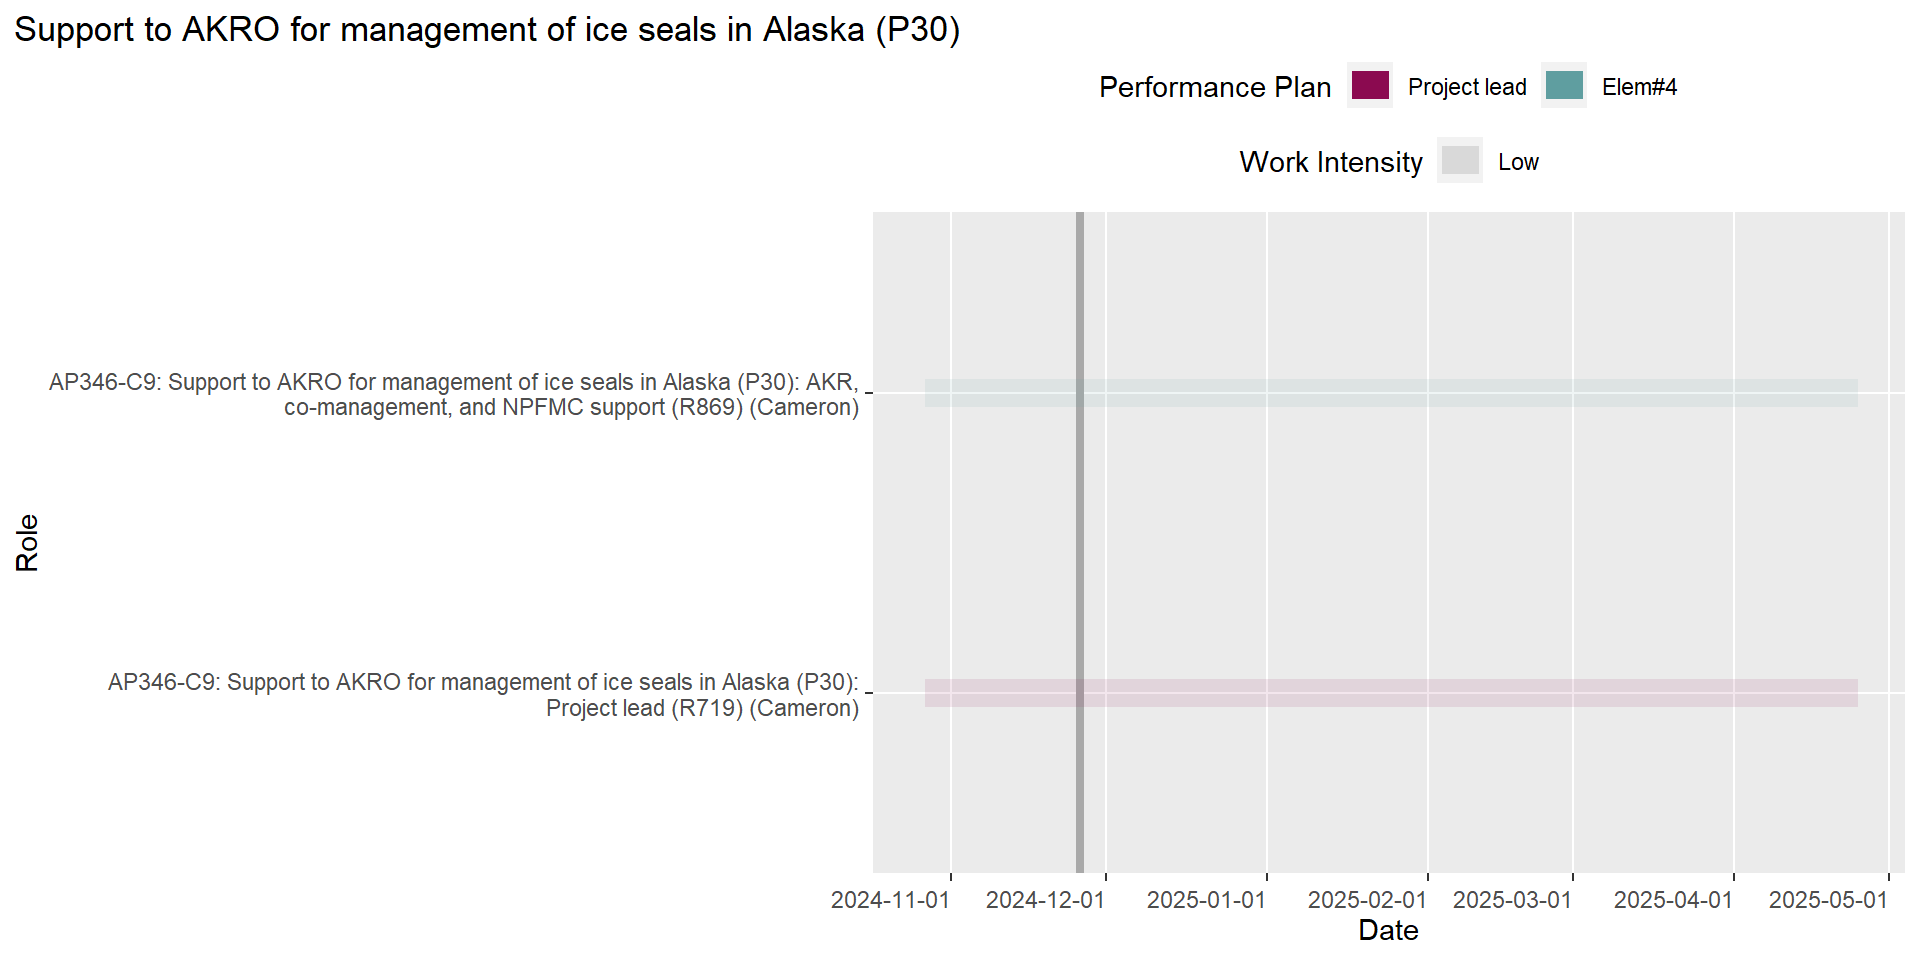 Support to AKRO for management of ice seals in Alaska (P30)
Performance Plan Project lead Elem#4
Work Intensity Low
AP346-C9: Support to AKRO for management of ice seals in Alaska (P30): AKR,
co-management, and NPFMC support (R869) (Cameron)
Role
AP346-C9: Support to AKRO for management of ice seals in Alaska (P30):
Project lead (R719) (Cameron)
2024-11-01 2024-12-01 2025-01-01 2025-02-01 2025-03-01 2025-04-01 2025-05-01
Date